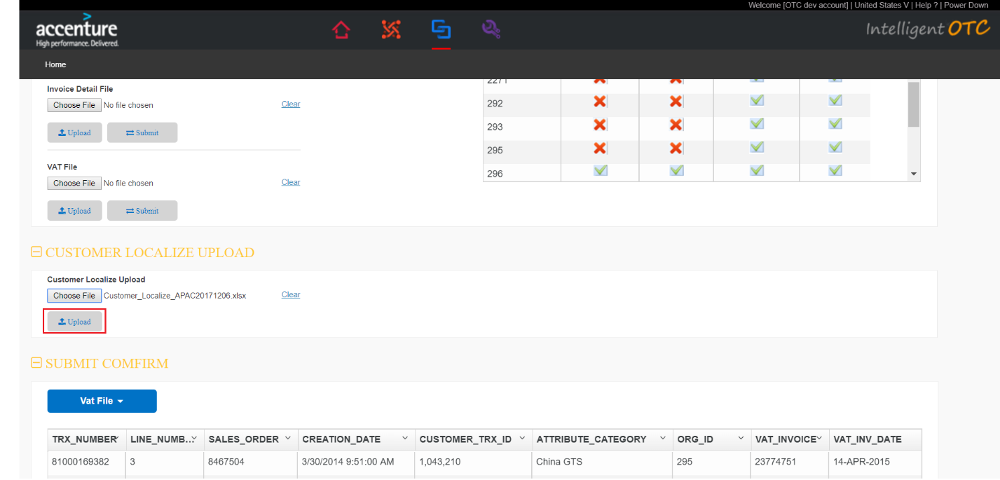 Welcome [OTC dev account] | United States V | Help ? | Power Down
accenture
High performance. Delivered.
Intelligent OTC
Home
Invoice Detail File
Choose File No file chosen Clear
Upload Submit
VAT File
Choose File No file chosen Clear
Upload Submit
2271
292
293
295
296
CUSTOMER LOCALIZE UPLOAD
Customer Localize Upload
Choose File Customer_Localize_APAC20171206.xlsx Clear
Upload
SUBMIT COMFIRM
Vat File
TRX_NUMBER LINE_NUMB... SALES_ORDER CREATION_DATE CUSTOMER_TRX_ID ATTRIBUTE_CATEGORY ORG_ID VAT_INVOICE VAT_INV_DATE
81000169382 3 8467504 3/30/2014 9:51:00 AM 1,043,210 China GTS 295 23774751 14-APR-2015